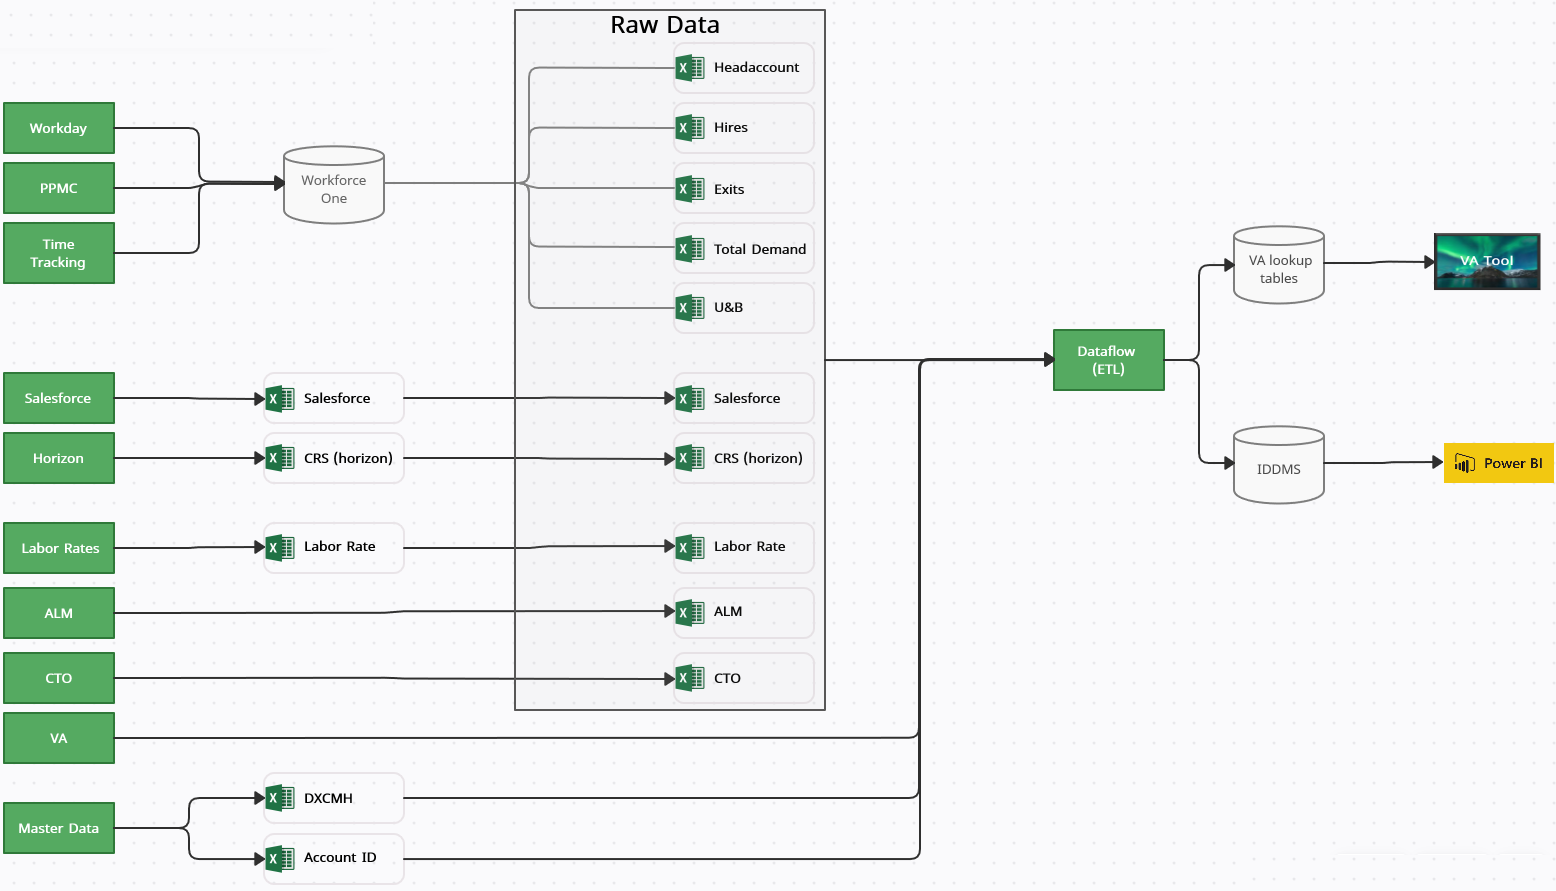 Raw Data
Headaccount
Hires
Exits
Total Demand
U&B
Workday
PPMC
Time
Tracking
Workforce
One
Salesforce
Salesforce
Salesforce
Horizon
CRS (horizon)
CRS (horizon)
Labor Rates
Labor Rate
Labor Rate
ALM
ALM
CTO
CTO
VA
Master Data
DXCMH
Account ID
Dataflow
(ETL)
VA lookup
tables
VA Tool
IDDMS
Power BI